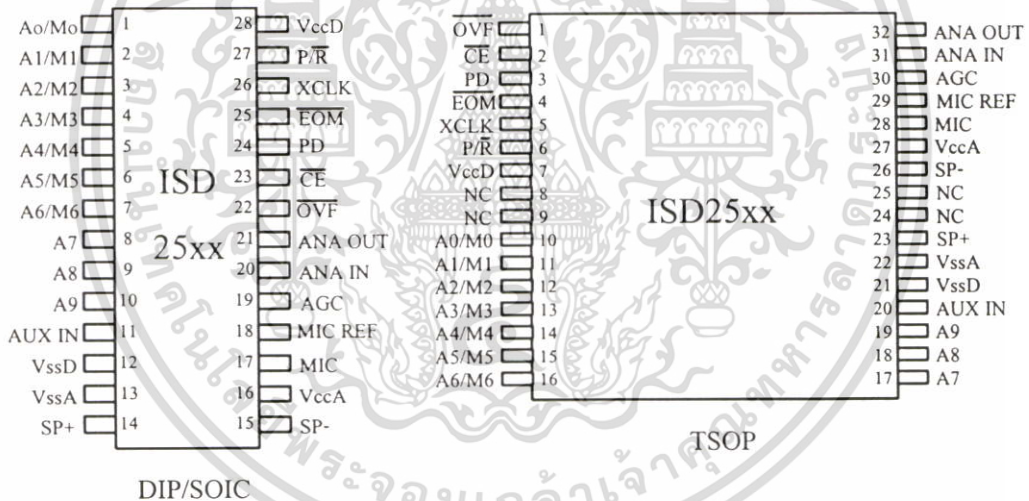 Ao/Mo 1
A1/M1 2
A2/M2 3
A3/M3 4
A4/M4 5
A5/M5 6
A6/M6 7
A7 8
A8 9
A9 10
AUX IN 11
VssD 12
VssA 13
SP+ 14
ISD
25xx
28 VccD
27 P/R̅
26 XCLK
25 E̅O̅M̅
24 PD
23 C̅E̅
22 O̅V̅F̅
21 ANA OUT
20 ANA IN
19 AGC
18 MIC REF
17 MIC
16 VccA
15 SP-
DIP/SOIC
O̅V̅F̅ 1
C̅E̅ 2
PD 3
E̅O̅M̅ 4
XCLK 5
P/R̅ 6
VccD 7
NC 8
NC 9
A0/M0 10
A1/M1 11
A2/M2 12
A3/M3 13
A4/M4 14
A5/M5 15
A6/M6 16
ISD25xx
32 ANA OUT
31 ANA IN
30 AGC
29 MIC REF
28 MIC
27 VccA
26 SP-
25 NC
24 NC
23 SP+
22 VssA
21 VssD
20 AUX IN
19 A9
18 A8
17 A7
TSOP